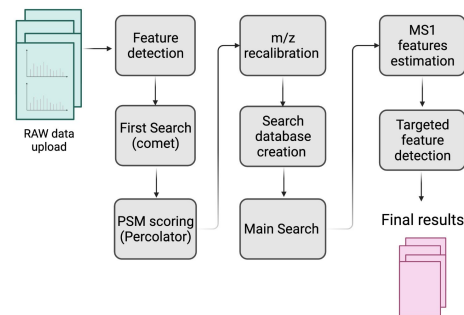 RAW data
upload
Feature
detection
First Search
(comet)
PSM scoring
(Percolator)
m/z
recalibration
Search
database
creation
Main Search
MS1
features
estimation
Targeted
feature
detection
Final results